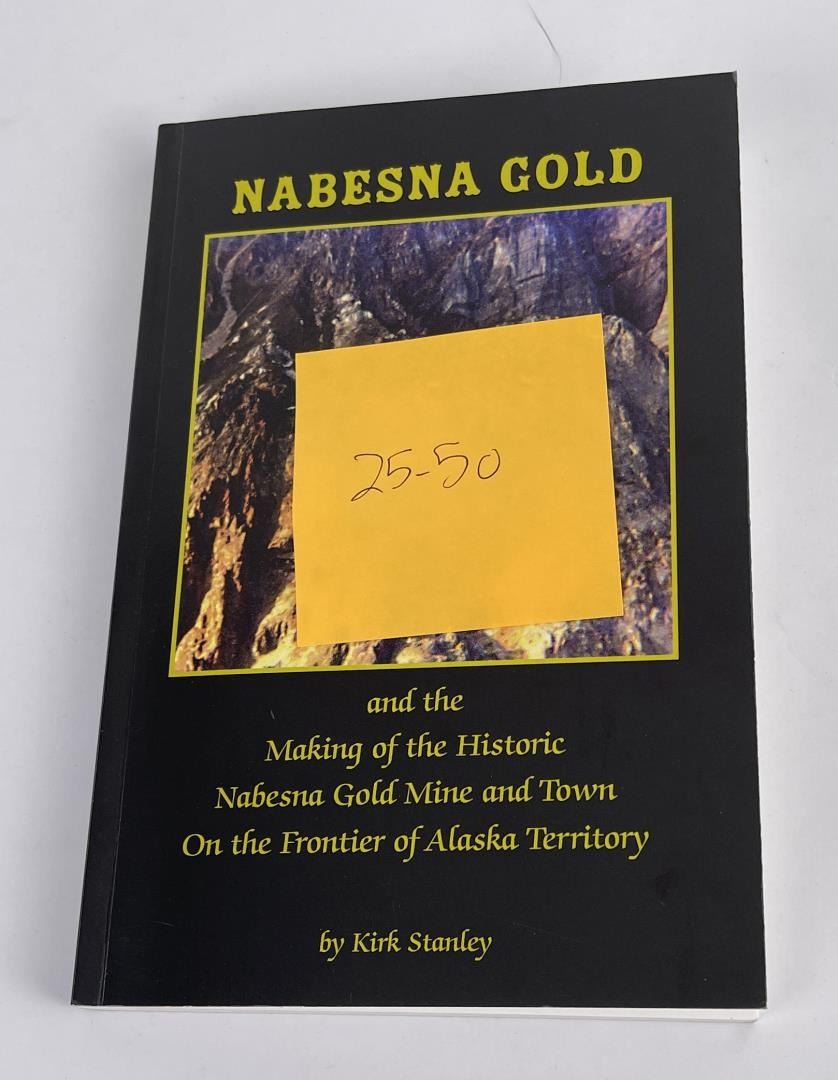 NABESNA GOLD
25-50
and the
Making of the Historic
Nabesna Gold Mine and Town
On the Frontier of Alaska Territory
by Kirk Stanley